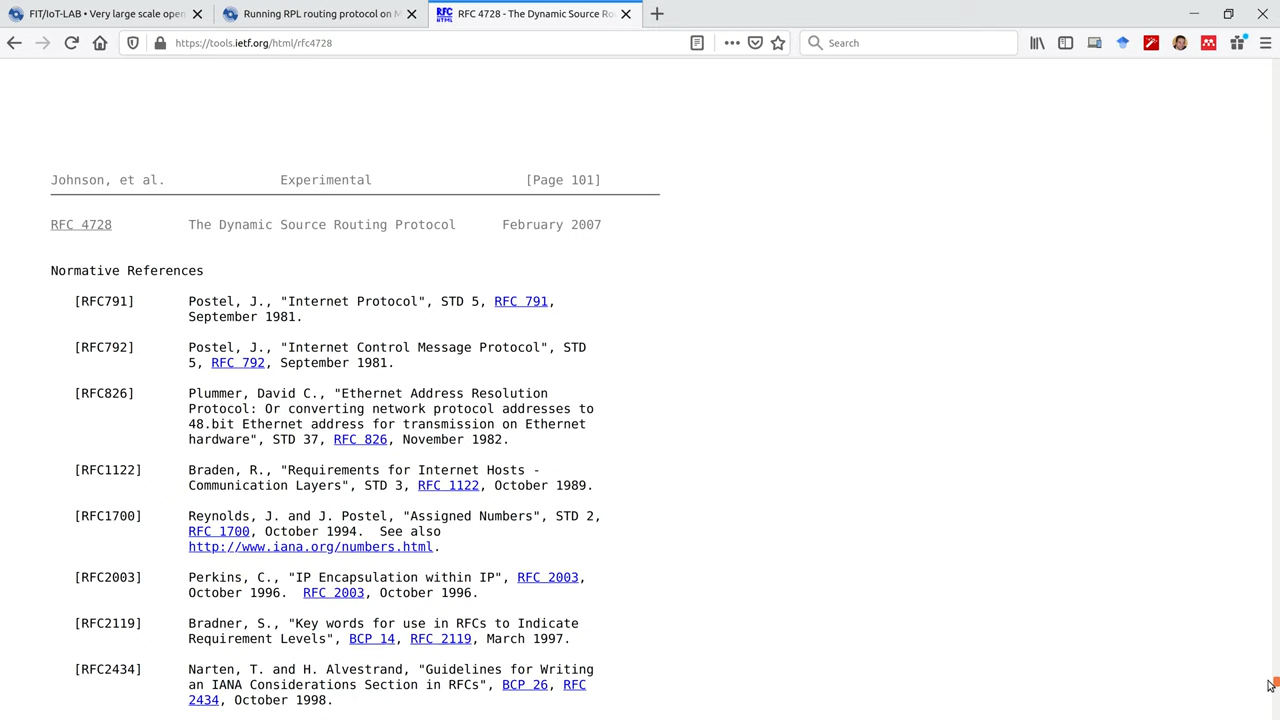 FIT/IoT-LAB • Very large scale open
Running RPL routing protocol on M
RFC HTML
RFC 4728 - The Dynamic Source Ro
https://tools.ietf.org/html/rfc4728
Search
Johnson, et al. Experimental [Page 101]
RFC 4728 The Dynamic Source Routing Protocol February 2007
Normative References
[RFC791] Postel, J., "Internet Protocol", STD 5, RFC 791,
September 1981.
[RFC792] Postel, J., "Internet Control Message Protocol", STD
5, RFC 792, September 1981.
[RFC826] Plummer, David C., "Ethernet Address Resolution
Protocol: Or converting network protocol addresses to
48.bit Ethernet address for transmission on Ethernet
hardware", STD 37, RFC 826, November 1982.
[RFC1122] Braden, R., "Requirements for Internet Hosts -
Communication Layers", STD 3, RFC 1122, October 1989.
[RFC1700] Reynolds, J. and J. Postel, "Assigned Numbers", STD 2,
RFC 1700, October 1994. See also
http://www.iana.org/numbers.html.
[RFC2003] Perkins, C., "IP Encapsulation within IP", RFC 2003,
October 1996. RFC 2003, October 1996.
[RFC2119] Bradner, S., "Key words for use in RFCs to Indicate
Requirement Levels", BCP 14, RFC 2119, March 1997.
[RFC2434] Narten, T. and H. Alvestrand, "Guidelines for Writing
an IANA Considerations Section in RFCs", BCP 26, RFC
2434, October 1998.